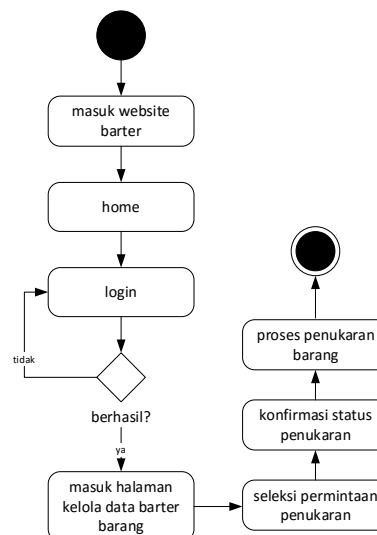 masuk website
barter
home
login
tidak
berhasil?
ya
masuk halaman
kelola data barter
barang
seleksi permintaan
penukaran
konfirmasi status
penukaran
proses penukaran
barang